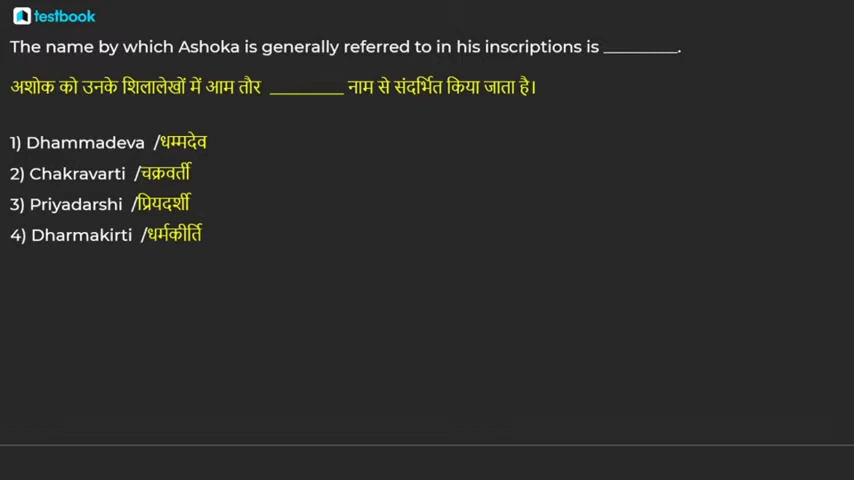 testbook
The name by which Ashoka is generally referred to in his inscriptions is ________.
अशोक को उनके शिलालेखों में आम तौर ________ नाम से संदर्भित किया जाता है।
1) Dhammadeva /धम्मदेव
2) Chakravarti /चक्रवर्ती
3) Priyadarshi /प्रियदर्शी
4) Dharmakirti /धर्मकीर्ति